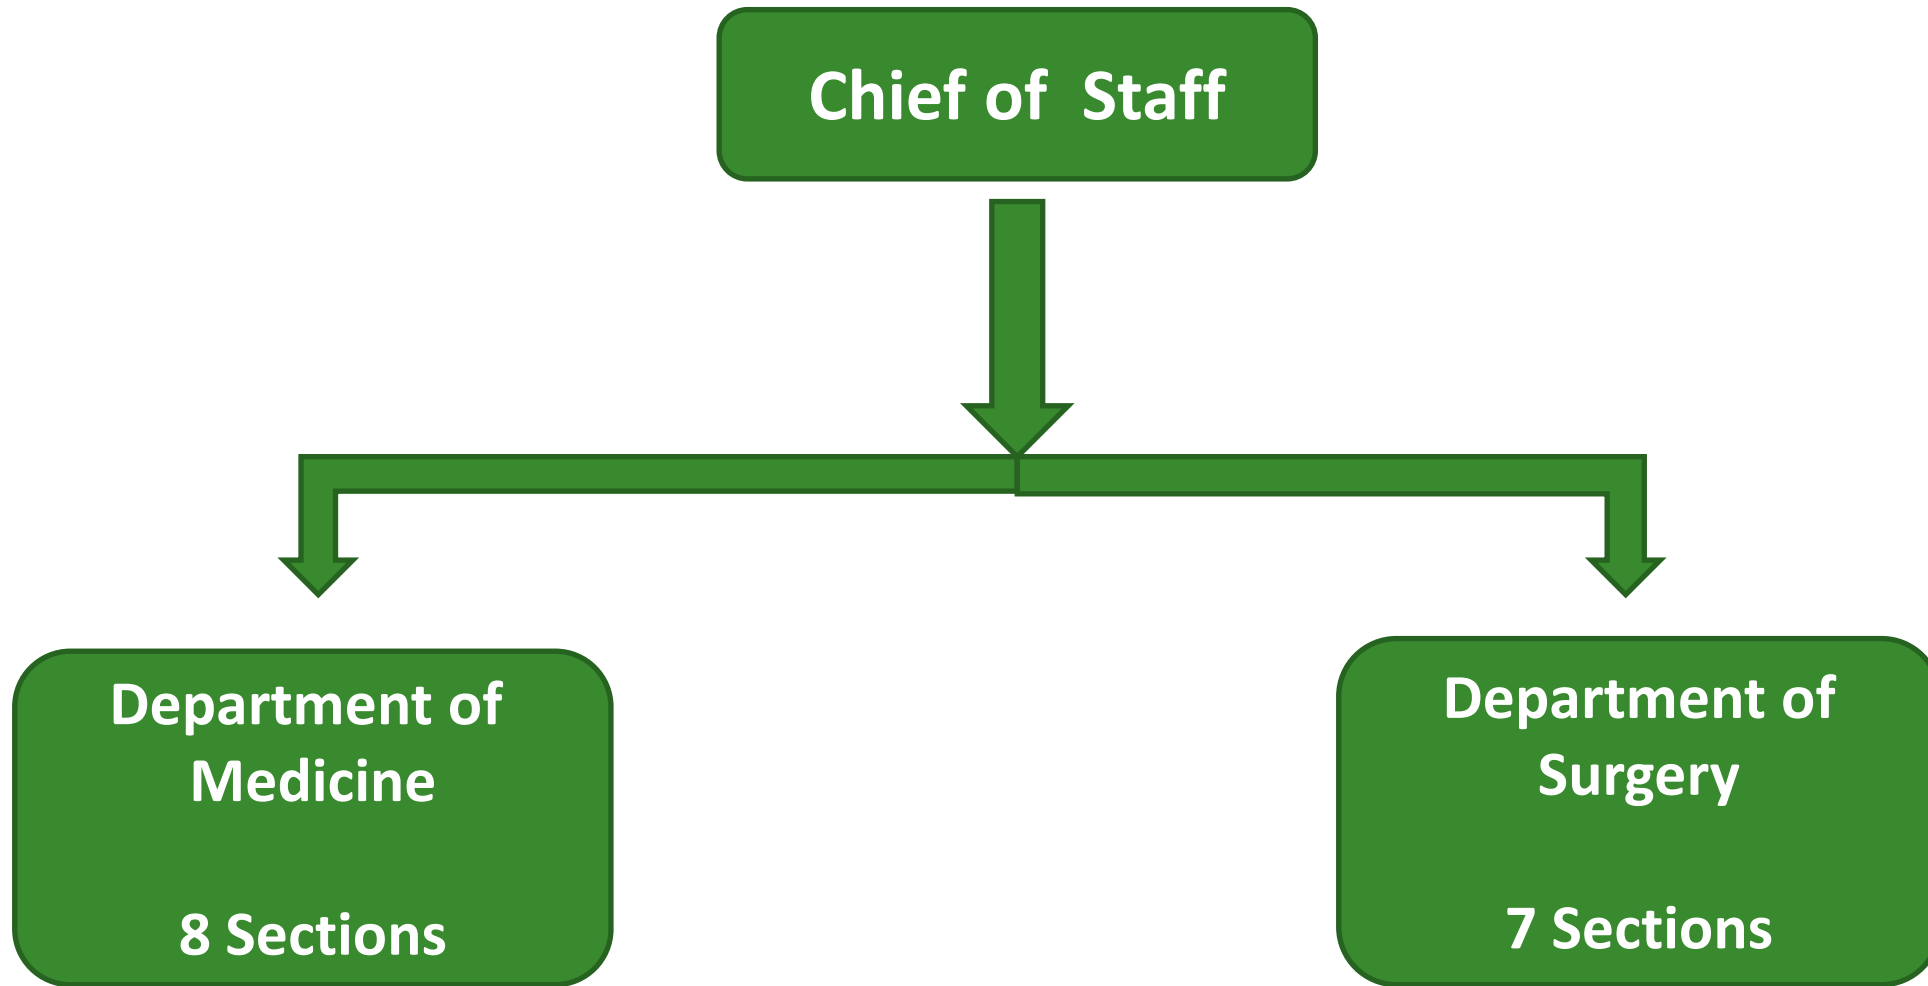 Chief of  Staff
Department of
Medicine
8 Sections
Department of
Surgery
7 Sections